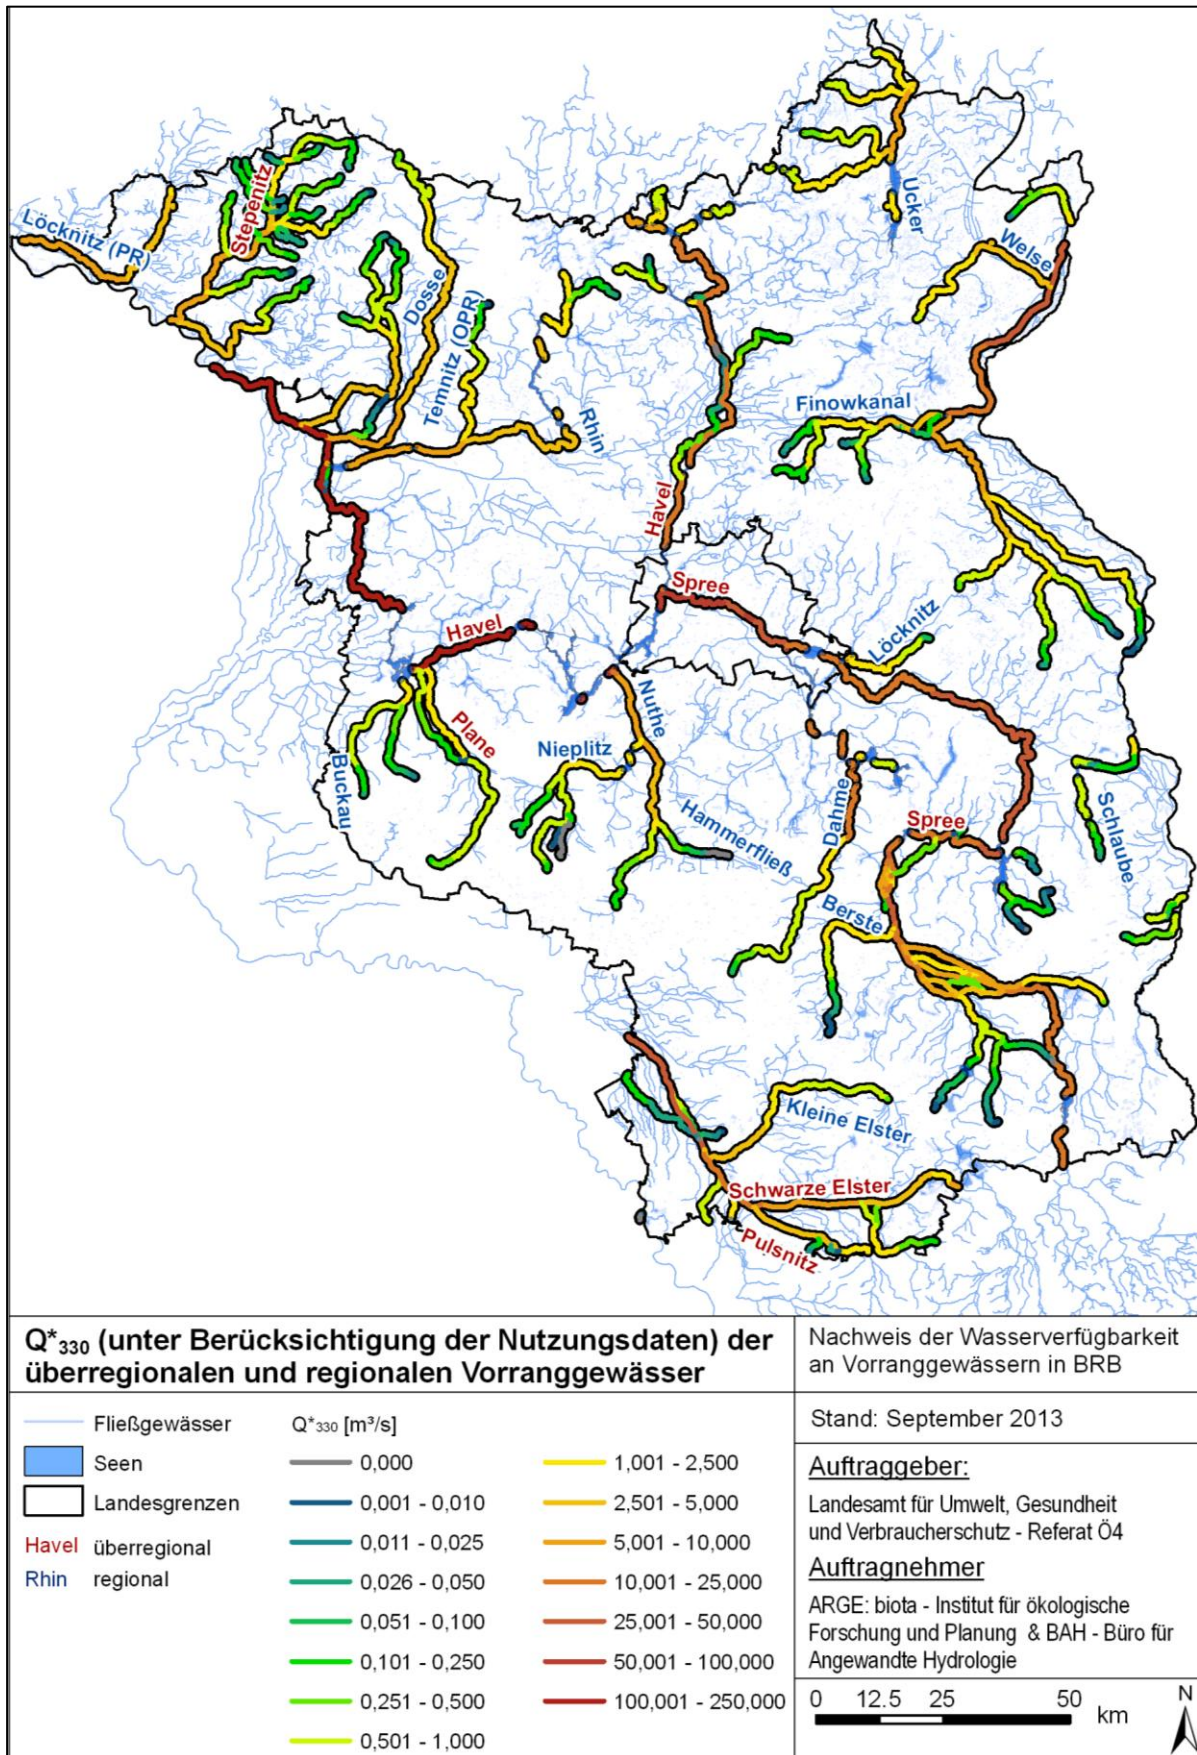 Ucker
Stepenitz
Löcknitz (PR)
Welse
Dosse
Temnitz (OPR)
Rhin
Finowkanal
Havel
Spree
Löcknitz
Havel
Nuthe
Plane
Nieplitz
Buckau
Hammerfließ
Dahme
Spree
Schlaube
Berste
Kleine Elster
Schwarze Elster
Pulsnitz
Q*330 (unter Berücksichtigung der Nutzungsdaten) der
überregionalen und regionalen Vorranggewässer
Fließgewässer
Seen
Landesgrenzen
Havel überregional
Rhin regional
Q*330 [m³/s]
0,000
0,001 - 0,010
0,011 - 0,025
0,026 - 0,050
0,051 - 0,100
0,101 - 0,250
0,251 - 0,500
0,501 - 1,000
1,001 - 2,500
2,501 - 5,000
5,001 - 10,000
10,001 - 25,000
25,001 - 50,000
50,001 - 100,000
100,001 - 250,000
Nachweis der Wasserverfügbarkeit
an Vorranggewässern in BRB
Stand: September 2013
Auftraggeber:
Landesamt für Umwelt, Gesundheit
und Verbraucherschutz - Referat Ö4
Auftragnehmer
ARGE: biota - Institut für ökologische
Forschung und Planung & BAH - Büro für
Angewandte Hydrologie
0 12.5 25 50
km
N